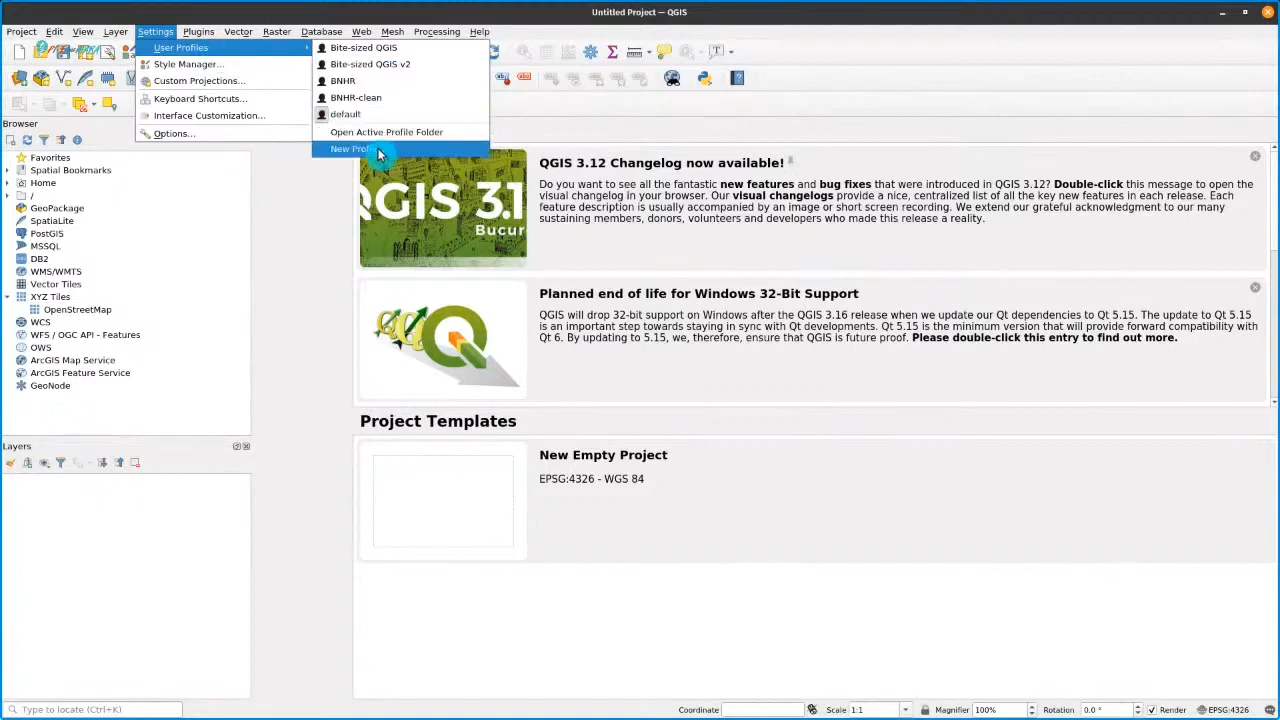 Untitled Project — QGIS
Project Edit View Layer Settings Plugins Vector Raster Database Web Mesh Processing Help
User Profiles
Style Manager...
Custom Projections...
Keyboard Shortcuts...
Interface Customization...
Options...
Bite-sized QGIS
Bite-sized QGIS v2
BNHR
BNHR-clean
default
Open Active Profile Folder
New
Browser
Favorites
Spatial Bookmarks
Home
/
GeoPackage
SpatiaLite
PostGIS
MSSQL
DB2
WMS/WMTS
Vector Tiles
XYZ Tiles
OpenStreetMap
WCS
WFS / OGC API - Features
OWS
ArcGIS Map Service
ArcGIS Feature Service
GeoNode
Layers
QGIS 3.1
Bucur
QGIS 3.12 Changelog now available!
Do you want to see all the fantastic new features and bug fixes that were introduced in QGIS 3.12? Double-click this message to open the
visual changelog in your browser. Our visual changelogs provide a nice, centralized list of all the key new features in each release. Each
feature description is usually accompanied by an image or short screen recording. We extend our grateful acknowledgment to our many
sustaining members, donors, volunteers and developers who made this release a reality.
Planned end of life for Windows 32-Bit Support
QGIS will drop 32-bit support on Windows after the QGIS 3.16 release when we update our Qt dependencies to Qt 5.15. The update to Qt 5.15
is an important step towards staying in sync with Qt developments. Qt 5.15 is the minimum version that will provide forward compatibility with
Qt 6. By updating to 5.15, we, therefore, ensure that QGIS is future proof. Please double-click this entry to find out more.
Project Templates
New Empty Project
EPSG:4326 - WGS 84
Type to locate (Ctrl+K)
Coordinate
Scale 1:1
Magnifier 100%
Rotation 0.0 °
Render
EPSG:4326